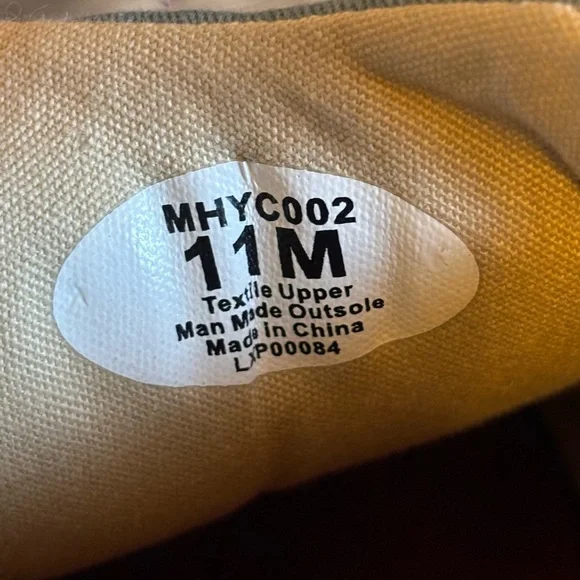 MHYC002
11M
Textile Upper
Man Made Outsole
Made in China
LXP00084